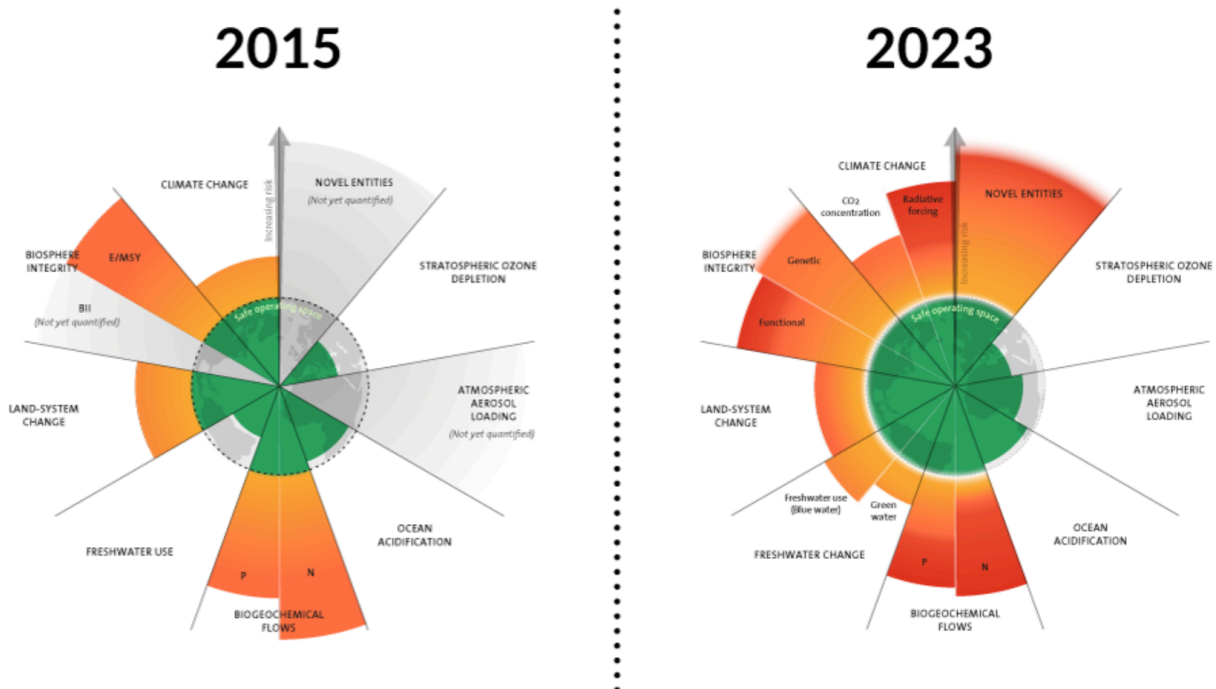 2015
CLIMATE CHANGE
NOVEL ENTITIES
(Not yet quantified)
Increasing risk
BIOSPHERE
INTEGRITY
E/MSY
BII
(Not yet quantified)
STRATOSPHERIC OZONE
DEPLETION
Safe operating space
LAND-SYSTEM
CHANGE
ATMOSPHERIC
AEROSOL
LOADING
(Not yet quantified)
FRESHWATER USE
OCEAN
ACIDIFICATION
P
N
BIOGEOCHEMICAL
FLOWS
2023
CLIMATE CHANGE
CO2
concentration
Radiative
forcing
NOVEL ENTITIES
Increasing risk
BIOSPHERE
INTEGRITY
Genetic
Functional
STRATOSPHERIC OZONE
DEPLETION
Safe operating space
LAND-SYSTEM
CHANGE
ATMOSPHERIC
AEROSOL
LOADING
Freshwater use
(Blue water)
Green
water
FRESHWATER CHANGE
OCEAN
ACIDIFICATION
P
N
BIOGEOCHEMICAL
FLOWS